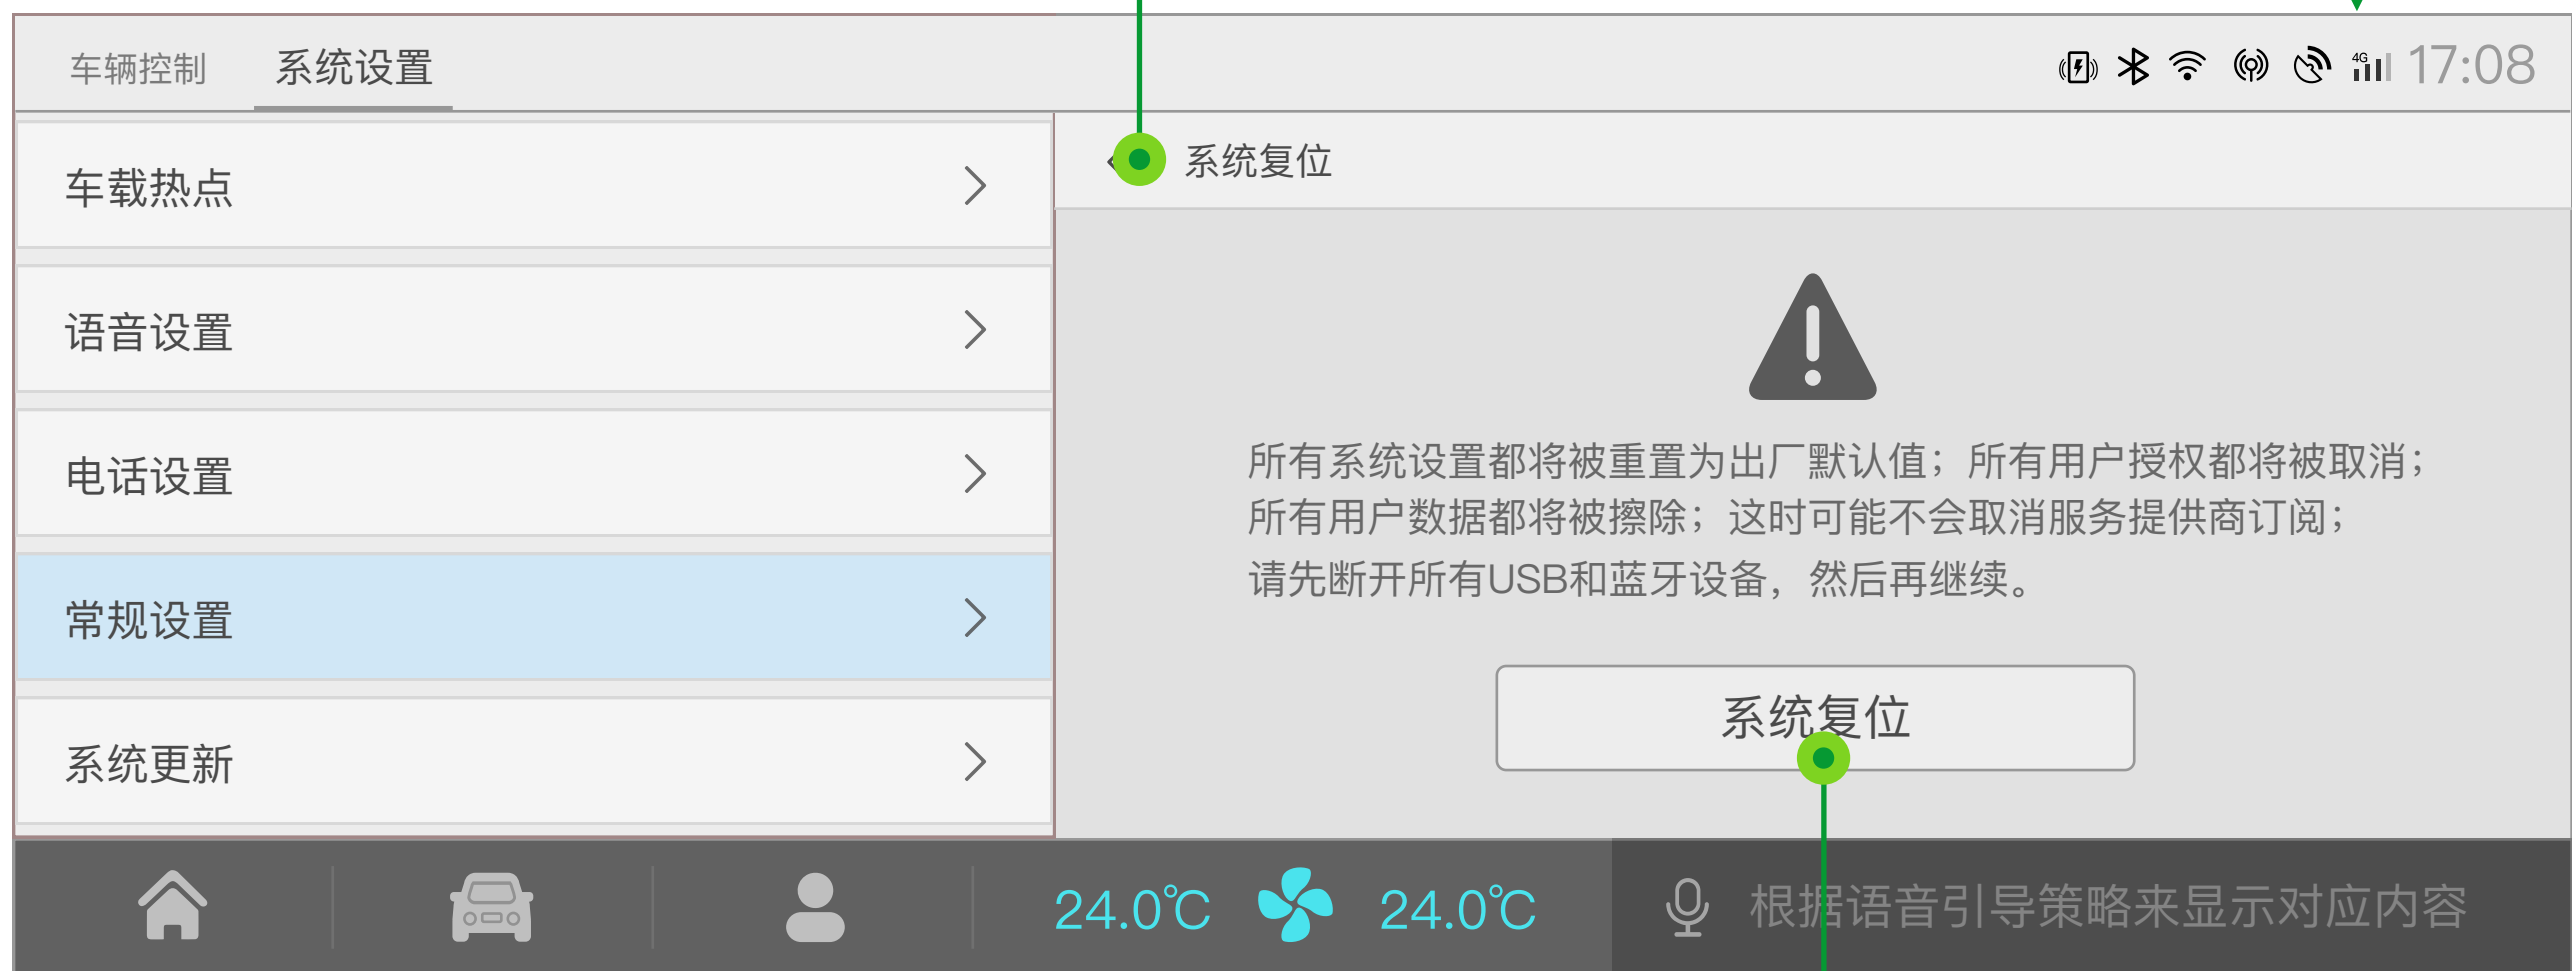 车辆控制 系统设置 4G 17:08
系统复位
车载热点
语音设置
电话设置
常规设置
系统更新
所有系统设置都将被重置为出厂默认值；所有用户授权都将被取消；
所有用户数据都将被擦除；这时可能不会取消服务提供商订阅；
请先断开所有USB和蓝牙设备，然后再继续。
系统复位
24.0℃ 24.0℃ 根据语音引导策略来显示对应内容